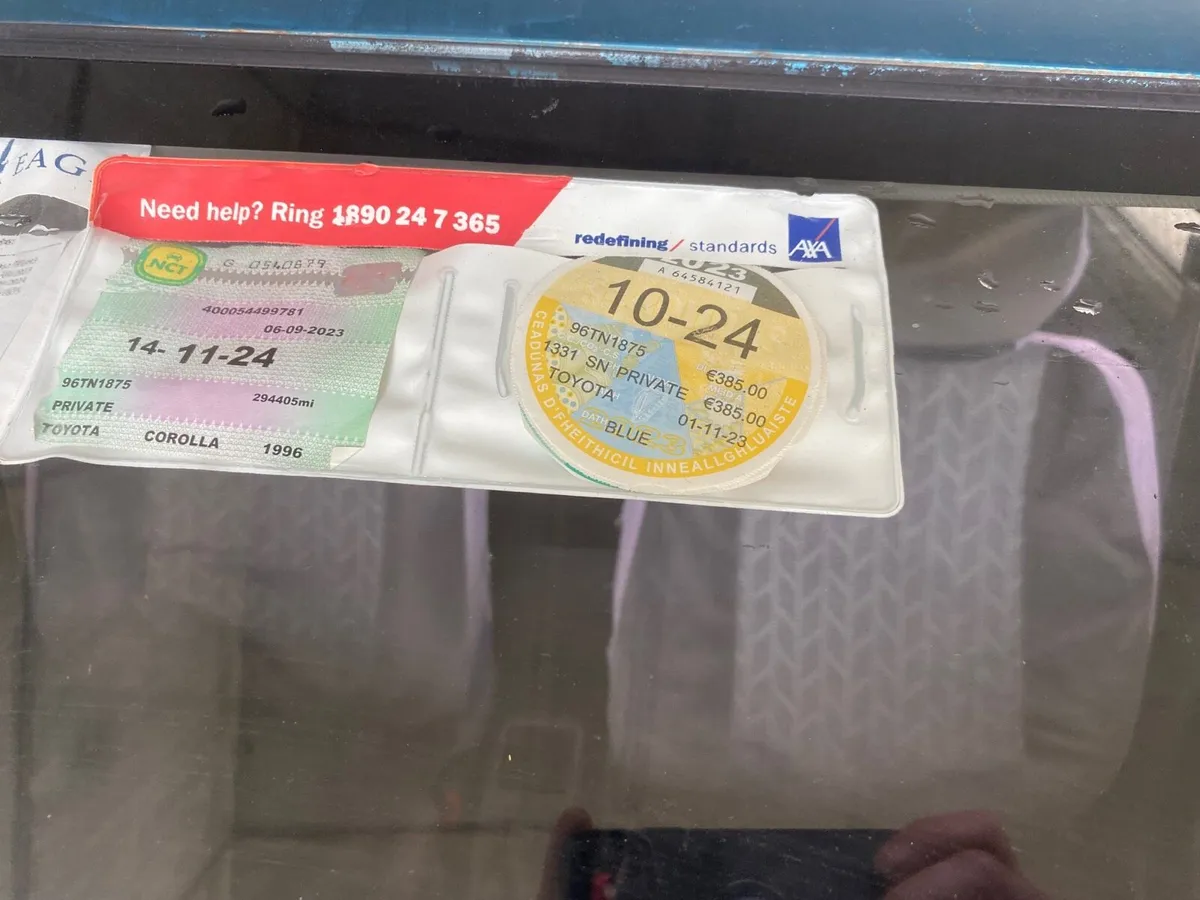 EAG
Need help? Ring 1890 24 7 365
redefining / standards AXA
NCT
G 0540879
400054499781
06-09-2023
14- 11-24
96TN1875
294405mi
PRIVATE
TOYOTA COROLLA 1996
2023
A 64584121
10-24
96TN1875
1331 SN PRIVATE €385.00
TOYOTA €385.00
BLUE 01-11-23
CEADÚNAS D'FHEITHICIL INNEALLGHLUAISTE